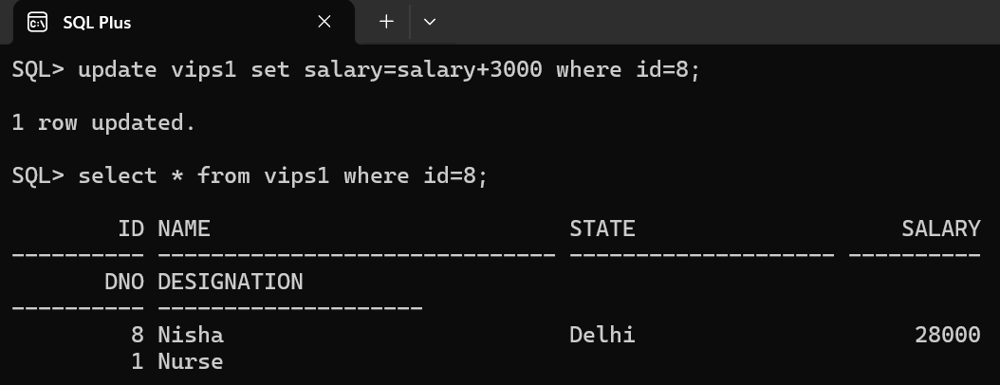 SQL Plus
SQL> update vips1 set salary=salary+3000 where id=8;
1 row updated.
SQL> select * from vips1 where id=8;
ID NAME STATE SALARY
---------- ------------------------------ -------------------- ----------
DNO DESIGNATION
---------- --------------------
8 Nisha Delhi 28000
1 Nurse